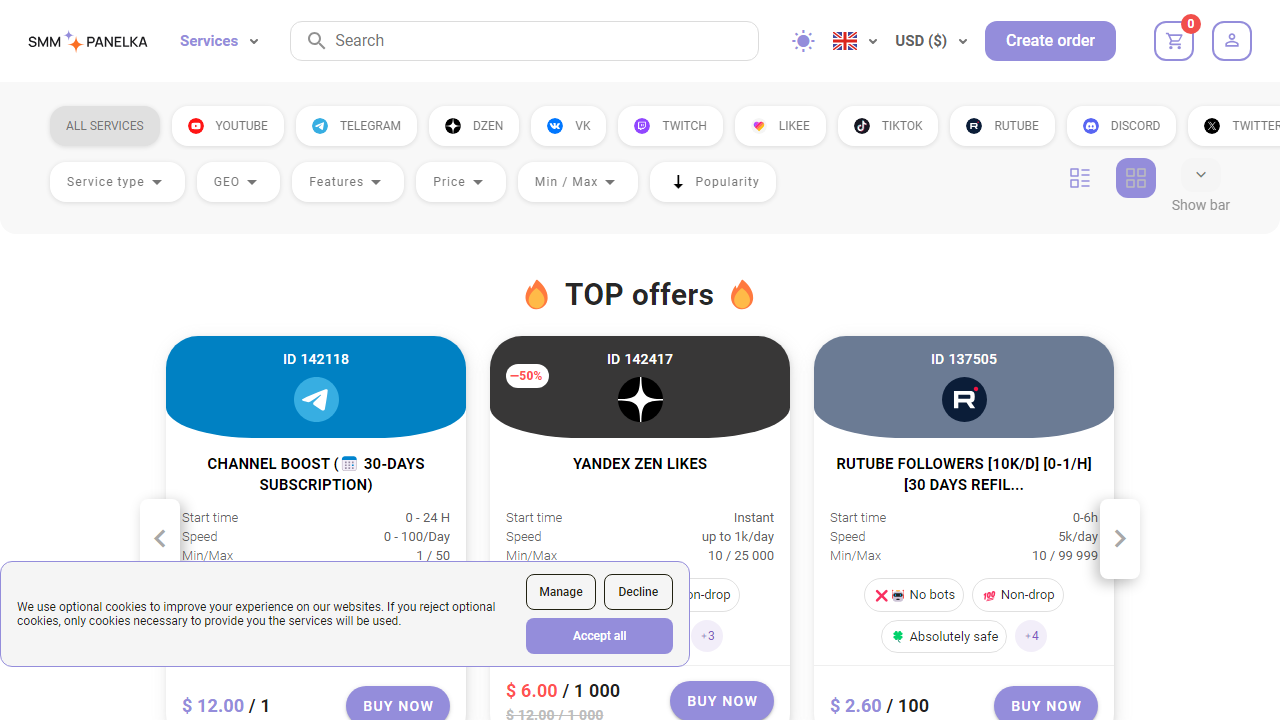 SMM PANELKA
Services
Search
USD ($)
Create order
0
ALL SERVICES
YOUTUBE
TELEGRAM
DZEN
VK
TWITCH
LIKEE
TIKTOK
RUTUBE
DISCORD
TWITTER
Service type
GEO
Features
Price
Min / Max
Popularity
Show bar
TOP offers
ID 142118
CHANNEL BOOST ( 30-DAYS
SUBSCRIPTION)
Start time 0 - 24 H
Speed 0 - 100/Day
Min/Max 1 / 50
$ 12.00 / 1
BUY NOW
ID 142417
—50%
YANDEX ZEN LIKES
Start time Instant
Speed up to 1k/day
Min/Max 10 / 25 000
on-drop
+3
$ 6.00 / 1 000
$ 12.00 / 1 000
BUY NOW
ID 137505
RUTUBE FOLLOWERS [10K/D] [0-1/H]
[30 DAYS REFIL...
Start time 0-6h
Speed 5k/day
Min/Max 10 / 99 999
No bots
Non-drop
Absolutely safe
+4
$ 2.60 / 100
BUY NOW
We use optional cookies to improve your experience on our websites. If you reject optional
cookies, only cookies necessary to provide you the services will be used.
Manage
Decline
Accept all